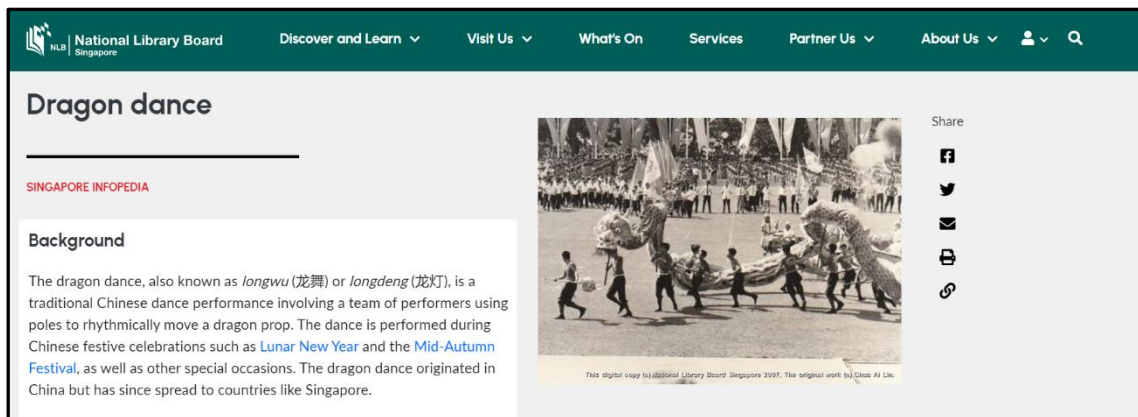 NLB National Library Board
Singapore
Discover and Learn
Visit Us
What's On
Services
Partner Us
About Us
Dragon dance
Share
SINGAPORE INFOPEDIA
Background
The dragon dance, also known as longwu (龙舞) or longdeng (龙灯), is a
traditional Chinese dance performance involving a team of performers using
poles to rhythmically move a dragon prop. The dance is performed during
Chinese festive celebrations such as Lunar New Year and the Mid-Autumn
Festival, as well as other special occasions. The dragon dance originated in
China but has since spread to countries like Singapore.
This digital copy (c) National Library Board Singapore 2007. The original work (c) Chua Ai Lin.